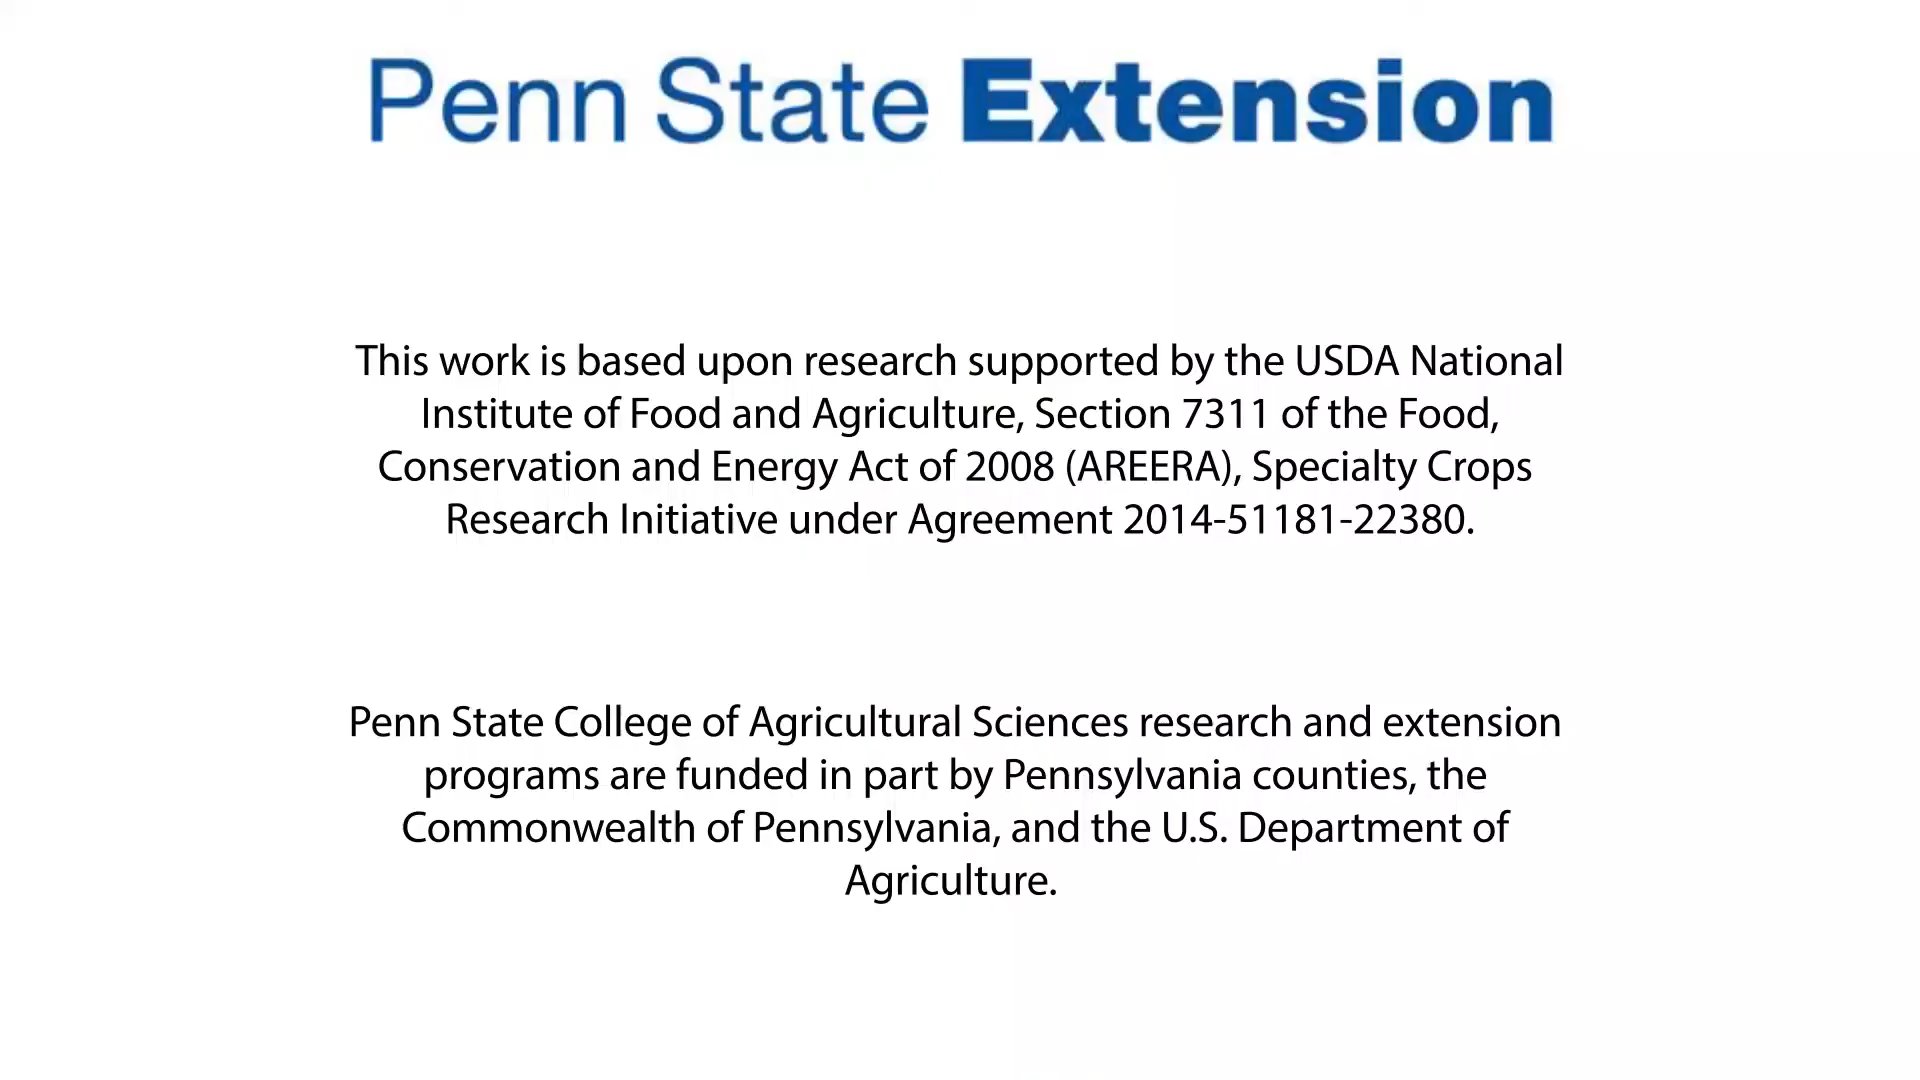 Penn State Extension
This work is based upon research supported by the USDA National
Institute of Food and Agriculture, Section 7311 of the Food,
Conservation and Energy Act of 2008 (AREERA), Specialty Crops
Research Initiative under Agreement 2014-51181-22380.
Penn State College of Agricultural Sciences research and extension
programs are funded in part by Pennsylvania counties, the
Commonwealth of Pennsylvania, and the U.S. Department of
Agriculture.